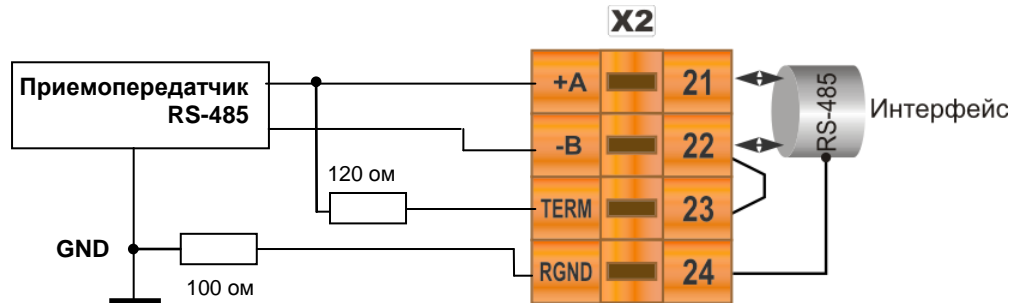 X2
Приемопередатчик
RS-485
+A
21
-B
22
TERM
23
RGND
24
120 ом
GND
100 ом
RS-485
Интерфейс